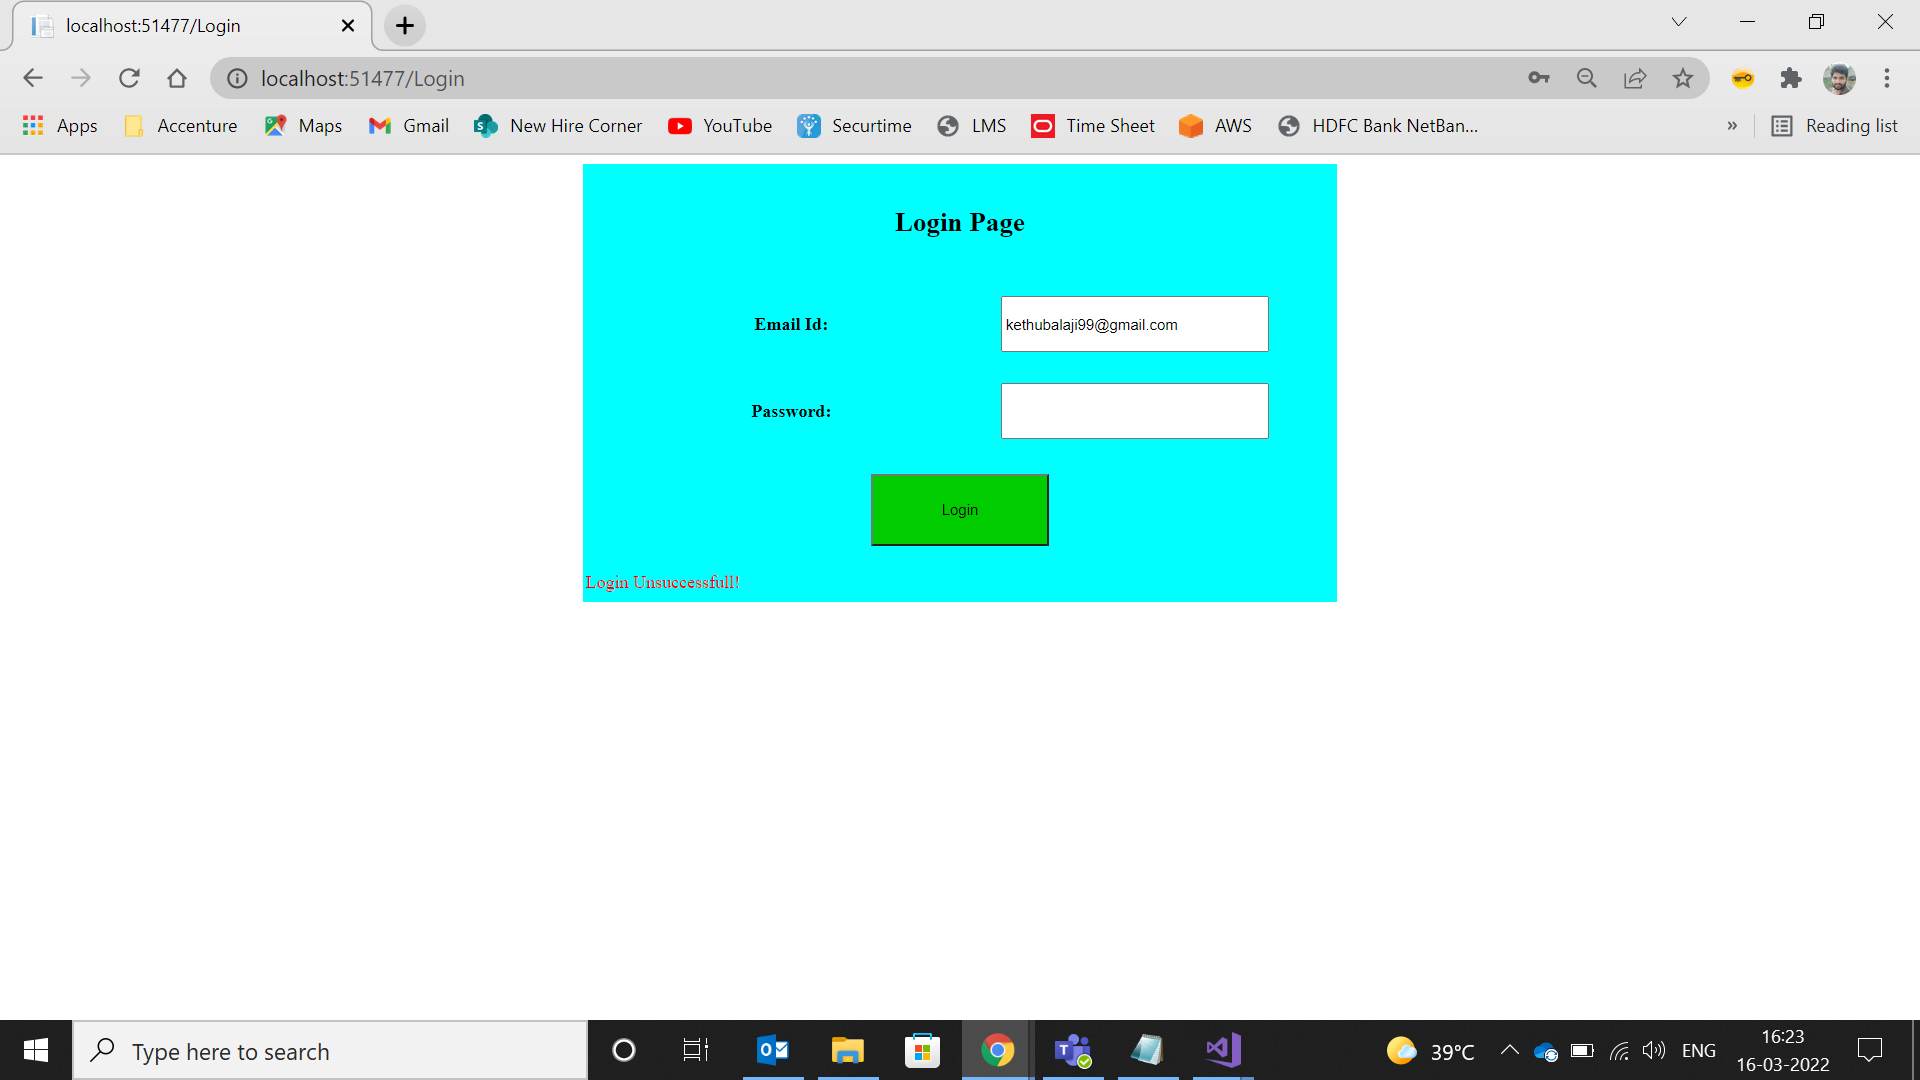 localhost:51477/Login
localhost:51477/Login
Apps Accenture Maps Gmail New Hire Corner YouTube Securtime LMS Time Sheet AWS HDFC Bank NetBan... » Reading list
Login Page
Email Id: kethubalaji99@gmail.com
Password:
Login
Login Unsuccessfull!
Type here to search
39°C ENG 16:23
16-03-2022